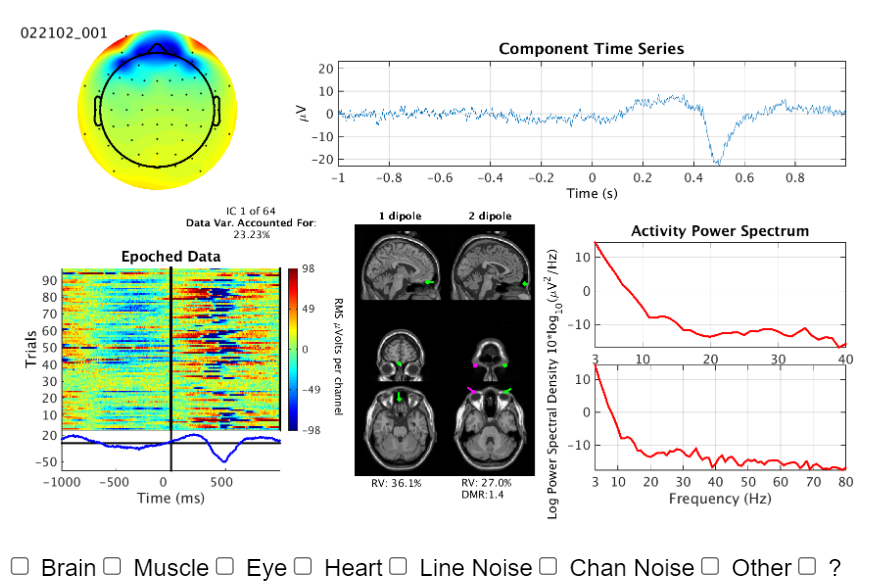 022102_001
Component Time Series
μV
20
10
0
-10
-20
-1 -0.8 -0.6 -0.4 -0.2 0 0.2 0.4 0.6 0.8
Time (s)
IC 1 of 64
Data Var. Accounted For:
23.23%
Epoched Data
Trials
90
80
70
60
50
40
30
20
10
98
49
0
-49
-98
RMS μVolts per channel
20
-50
-1000 -500 0 500
Time (ms)
1 dipole 2 dipole
RV: 36.1% RV: 27.0%
DMR:1.4
Activity Power Spectrum
Log Power Spectral Density 10*log10(μV2/Hz)
10
0
-10
3 10 20 30 40
10
0
-10
3 10 20 30 40 50 60 70 80
Frequency (Hz)
Brain Muscle Eye Heart Line Noise Chan Noise Other ?